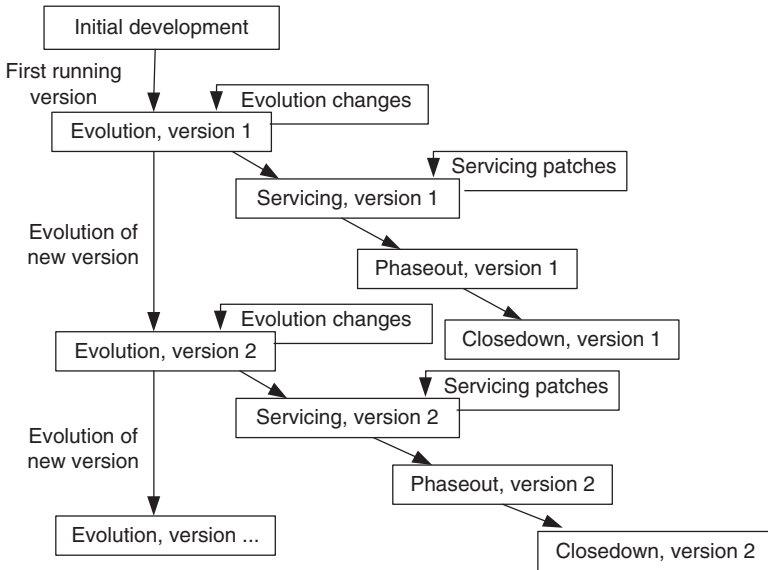 Initial development
First running
version
Evolution changes
Evolution, version 1
Servicing patches
Servicing, version 1
Evolution of
new version
Phaseout, version 1
Evolution changes
Closedown, version 1
Evolution, version 2
Servicing patches
Servicing, version 2
Evolution of
new version
Phaseout, version 2
Evolution, version ...
Closedown, version 2